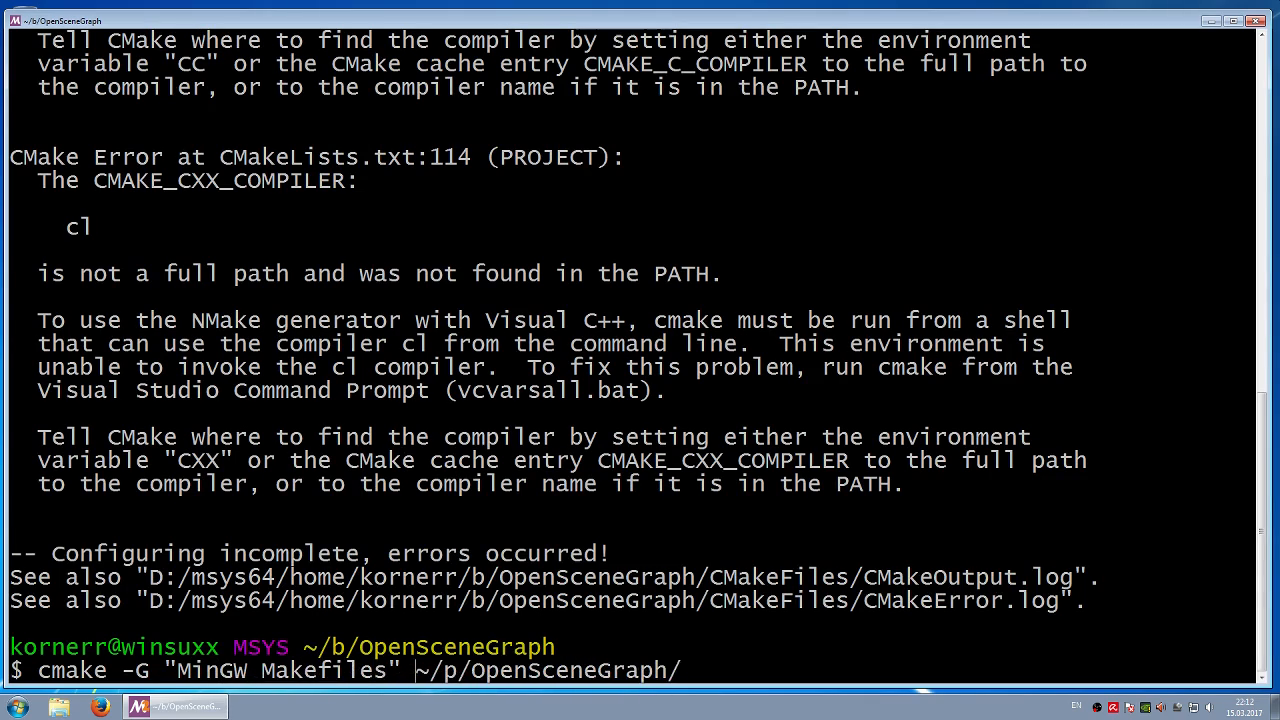 ~/b/OpenSceneGraph
Tell CMake where to find the compiler by setting either the environment
variable "CC" or the CMake cache entry CMAKE_C_COMPILER to the full path to
the compiler, or to the compiler name if it is in the PATH.
CMake Error at CMakeLists.txt:114 (PROJECT):
The CMAKE_CXX_COMPILER:
cl
is not a full path and was not found in the PATH.
To use the NMake generator with Visual C++, cmake must be run from a shell
that can use the compiler cl from the command line.  This environment is
unable to invoke the cl compiler.  To fix this problem, run cmake from the
Visual Studio Command Prompt (vcvarsall.bat).
Tell CMake where to find the compiler by setting either the environment
variable "CXX" or the CMake cache entry CMAKE_CXX_COMPILER to the full path
to the compiler, or to the compiler name if it is in the PATH.
-- Configuring incomplete, errors occurred!
See also "D:/msys64/home/kornerr/b/OpenSceneGraph/CMakeFiles/CMakeOutput.log".
See also "D:/msys64/home/kornerr/b/OpenSceneGraph/CMakeFiles/CMakeError.log".
kornerr@winsuxx MSYS ~/b/OpenSceneGraph
$ cmake -G "MinGW Makefiles" ~/p/OpenSceneGraph/
~/b/OpenSceneG...
EN
22:12
15.03.2017